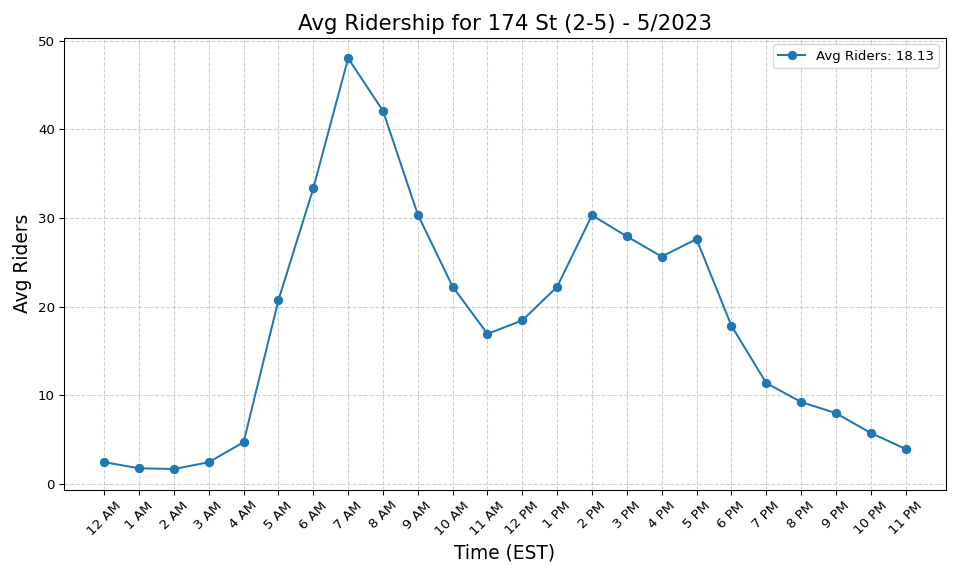 Avg Ridership for 174 St (2-5) - 5/2023
Avg Riders: 18.13
50
40
30
20
10
0
Avg Riders
12 AM
1 AM
2 AM
3 AM
4 AM
5 AM
6 AM
7 AM
8 AM
9 AM
10 AM
11 AM
12 PM
1 PM
2 PM
3 PM
4 PM
5 PM
6 PM
7 PM
8 PM
9 PM
10 PM
11 PM
Time (EST)